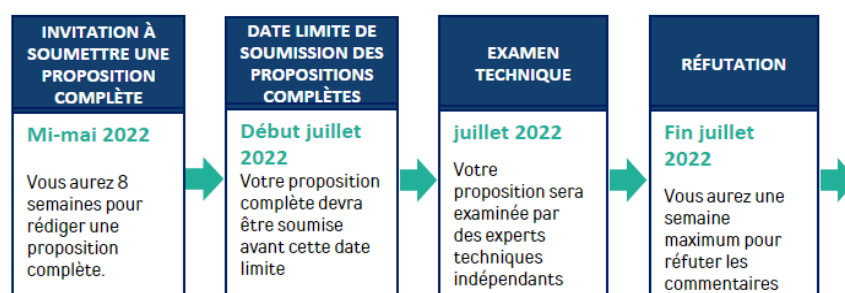 INVITATION À
SOUMETTRE UNE
PROPOSITION
COMPLÈTE
Mi-mai 2022
Vous aurez 8
semaines pour
rédiger une
proposition
complète.
DATE LIMITE DE
SOUMISSION DES
PROPOSITIONS
COMPLÈTES
Début juillet
2022
Votre proposition
complète devra
être soumise
avant cette date
limite
EXAMEN
TECHNIQUE
juillet 2022
Votre
proposition sera
examinée par
des experts
techniques
indépendants
RÉFUTATION
Fin juillet
2022
Vous aurez une
semaine
maximum pour
réfuter les
commentaires